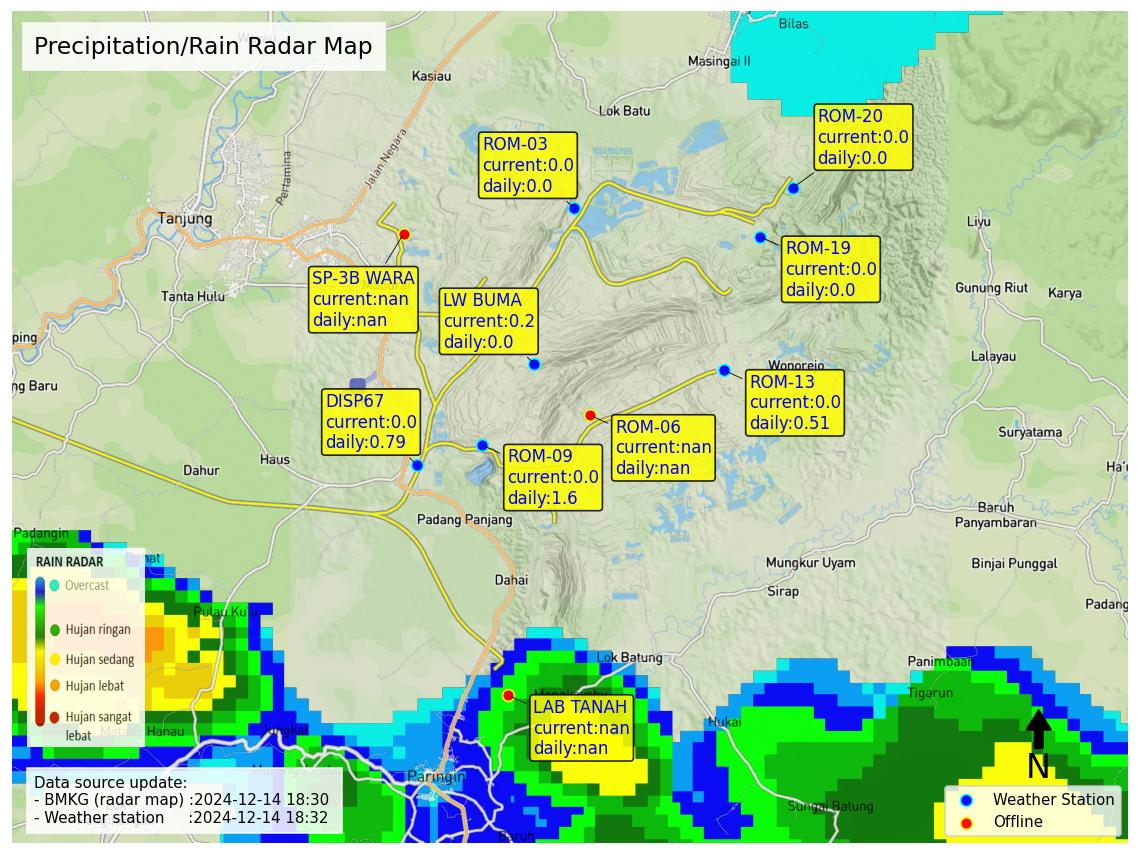 Precipitation/Rain Radar Map
Bilas
Masingai II
Kasiau
Lok Batu
Jalan Negara
Pertamina
Tanjung
Tanta Hulu
ping
ng Baru
Liyu
Gunung Riut
Karya
Lalayau
Wonorejo
Suryatama
Ha'u
Baruh
Panyambaran
Binjai Punggal
Padang
Mungkur Uyam
Sirap
Dahur
Haus
Padang Panjang
Dahai
Lok Batung
Panimbaan
Tigarun
Hukai
Sungai Batung
Padangin
Pulau Ku'u
Hanau
Jungkal
Paringin
Baruh
ROM-03
current:0.0
daily:0.0
ROM-20
current:0.0
daily:0.0
ROM-19
current:0.0
daily:0.0
SP-3B WARA
current:nan
daily:nan
LW BUMA
current:0.2
daily:0.0
ROM-13
current:0.0
daily:0.51
DISP67
current:0.0
daily:0.79
ROM-06
current:nan
daily:nan
ROM-09
current:0.0
daily:1.6
LAB TANAH
current:nan
daily:nan
RAIN RADAR
Overcast
Hujan ringan
Hujan sedang
Hujan lebat
Hujan sangat
lebat
Data source update:
- BMKG (radar map) :2024-12-14 18:30
- Weather station :2024-12-14 18:32
N
Weather Station
Offline